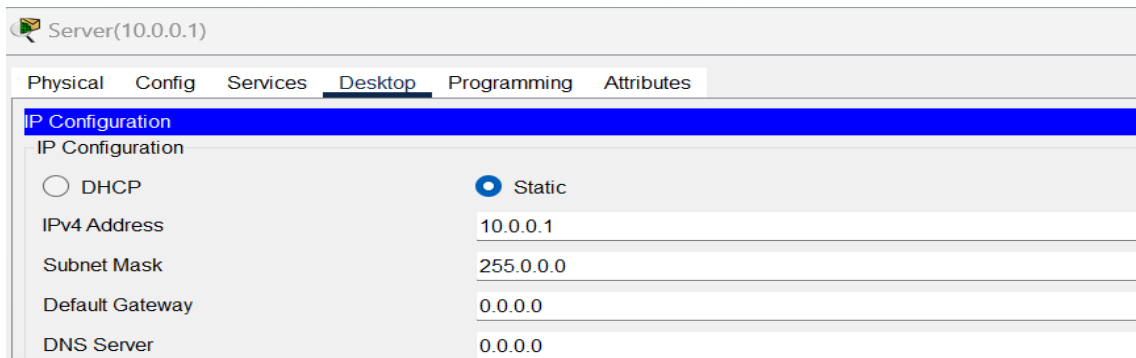 Server(10.0.0.1)
Physical Config Services Desktop Programming Attributes
IP Configuration
IP Configuration
DHCP Static
IPv4 Address 10.0.0.1
Subnet Mask 255.0.0.0
Default Gateway 0.0.0.0
DNS Server 0.0.0.0